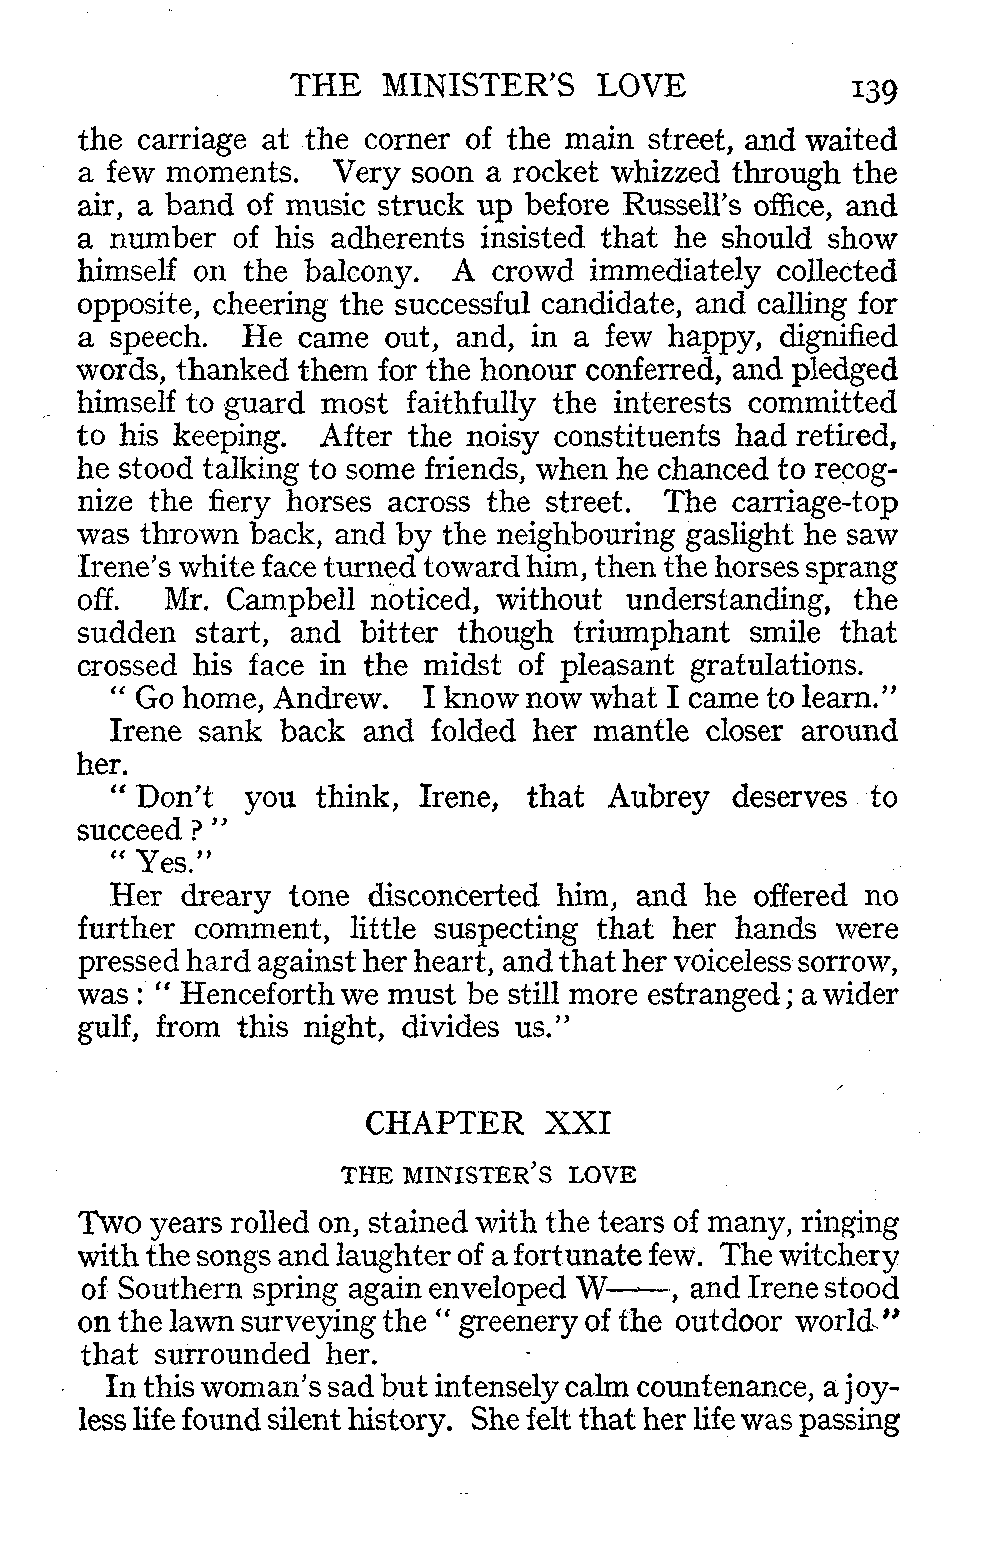 THE MINISTER'S LOVE 139
the carriage at the corner of the main street, and waited
a few moments. Very soon a rocket whizzed through the
air, a band of music struck up before Russell's office, and
a number of his adherents insisted that he should show
himself on the balcony. A crowd immediately collected
opposite, cheering the successful candidate, and calling for
a speech. He came out, and, in a few happy, dignified
words, thanked them for the honour conferred, and pledged
himself to guard most faithfully the interests committed
to his keeping. After the noisy constituents had retired,
he stood talking to some friends, when he chanced to recog-
nize the fiery horses across the street. The carriage-top
was thrown back, and by the neighbouring gaslight he saw
Irene's white face turned toward him, then the horses sprang
off. Mr. Campbell noticed, without understanding, the
sudden start, and bitter though triumphant smile that
crossed his face in the midst of pleasant gratulations.
" Go home, Andrew. I know now what I came to learn."
Irene sank back and folded her mantle closer around
her.
" Don't you think, Irene, that Aubrey deserves to
succeed ? "
" Yes."
Her dreary tone disconcerted him, and he offered no
further comment, little suspecting that her hands were
pressed hard against her heart, and that her voiceless sorrow,
was : " Henceforth we must be still more estranged ; a wider
gulf, from this night, divides us."
CHAPTER XXI
THE MINISTER'S LOVE
Two years rolled on, stained with the tears of many, ringing
with the songs and laughter of a fortunate few. The witchery
of Southern spring again enveloped W——, and Irene stood
on the lawn surveying the " greenery of the outdoor world "
that surrounded her.
In this woman's sad but intensely calm countenance, a joy-
less life found silent history. She felt that her life was passing